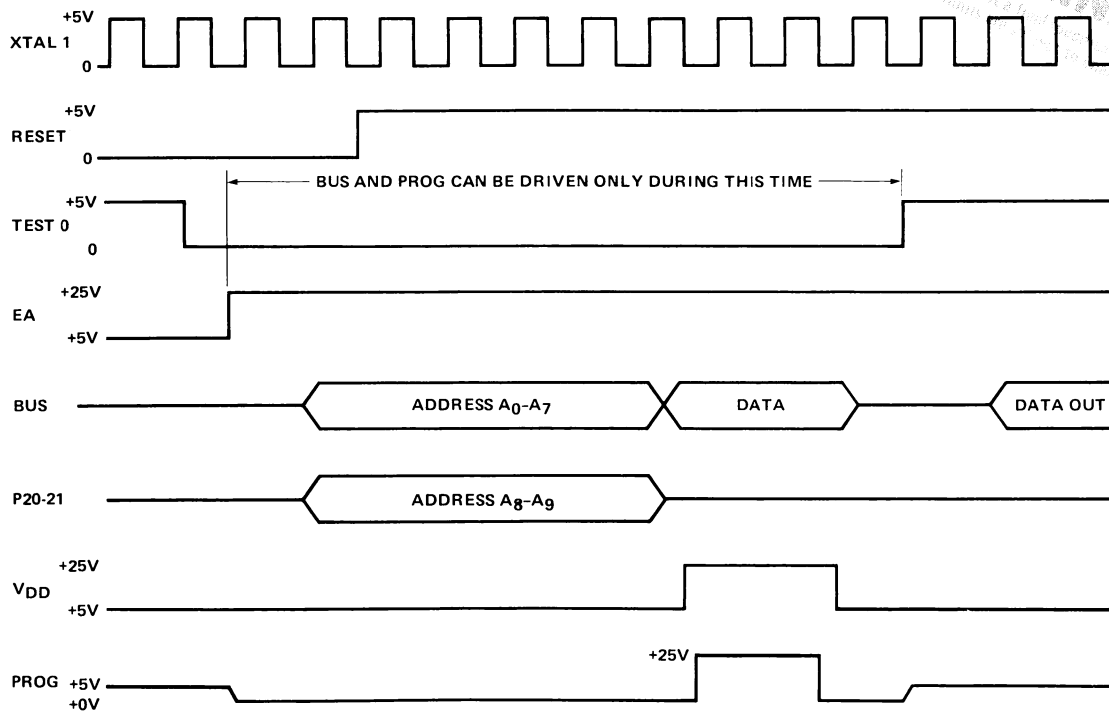 +5V
XTAL 1
0
+5V
RESET
0
BUS AND PROG CAN BE DRIVEN ONLY DURING THIS TIME
+5V
TEST 0
0
+25V
EA
+5V
BUS
ADDRESS A0-A7
DATA
DATA OUT
P20-21
ADDRESS A8-A9
+25V
VDD
+5V
+25V
PROG
+5V
+0V